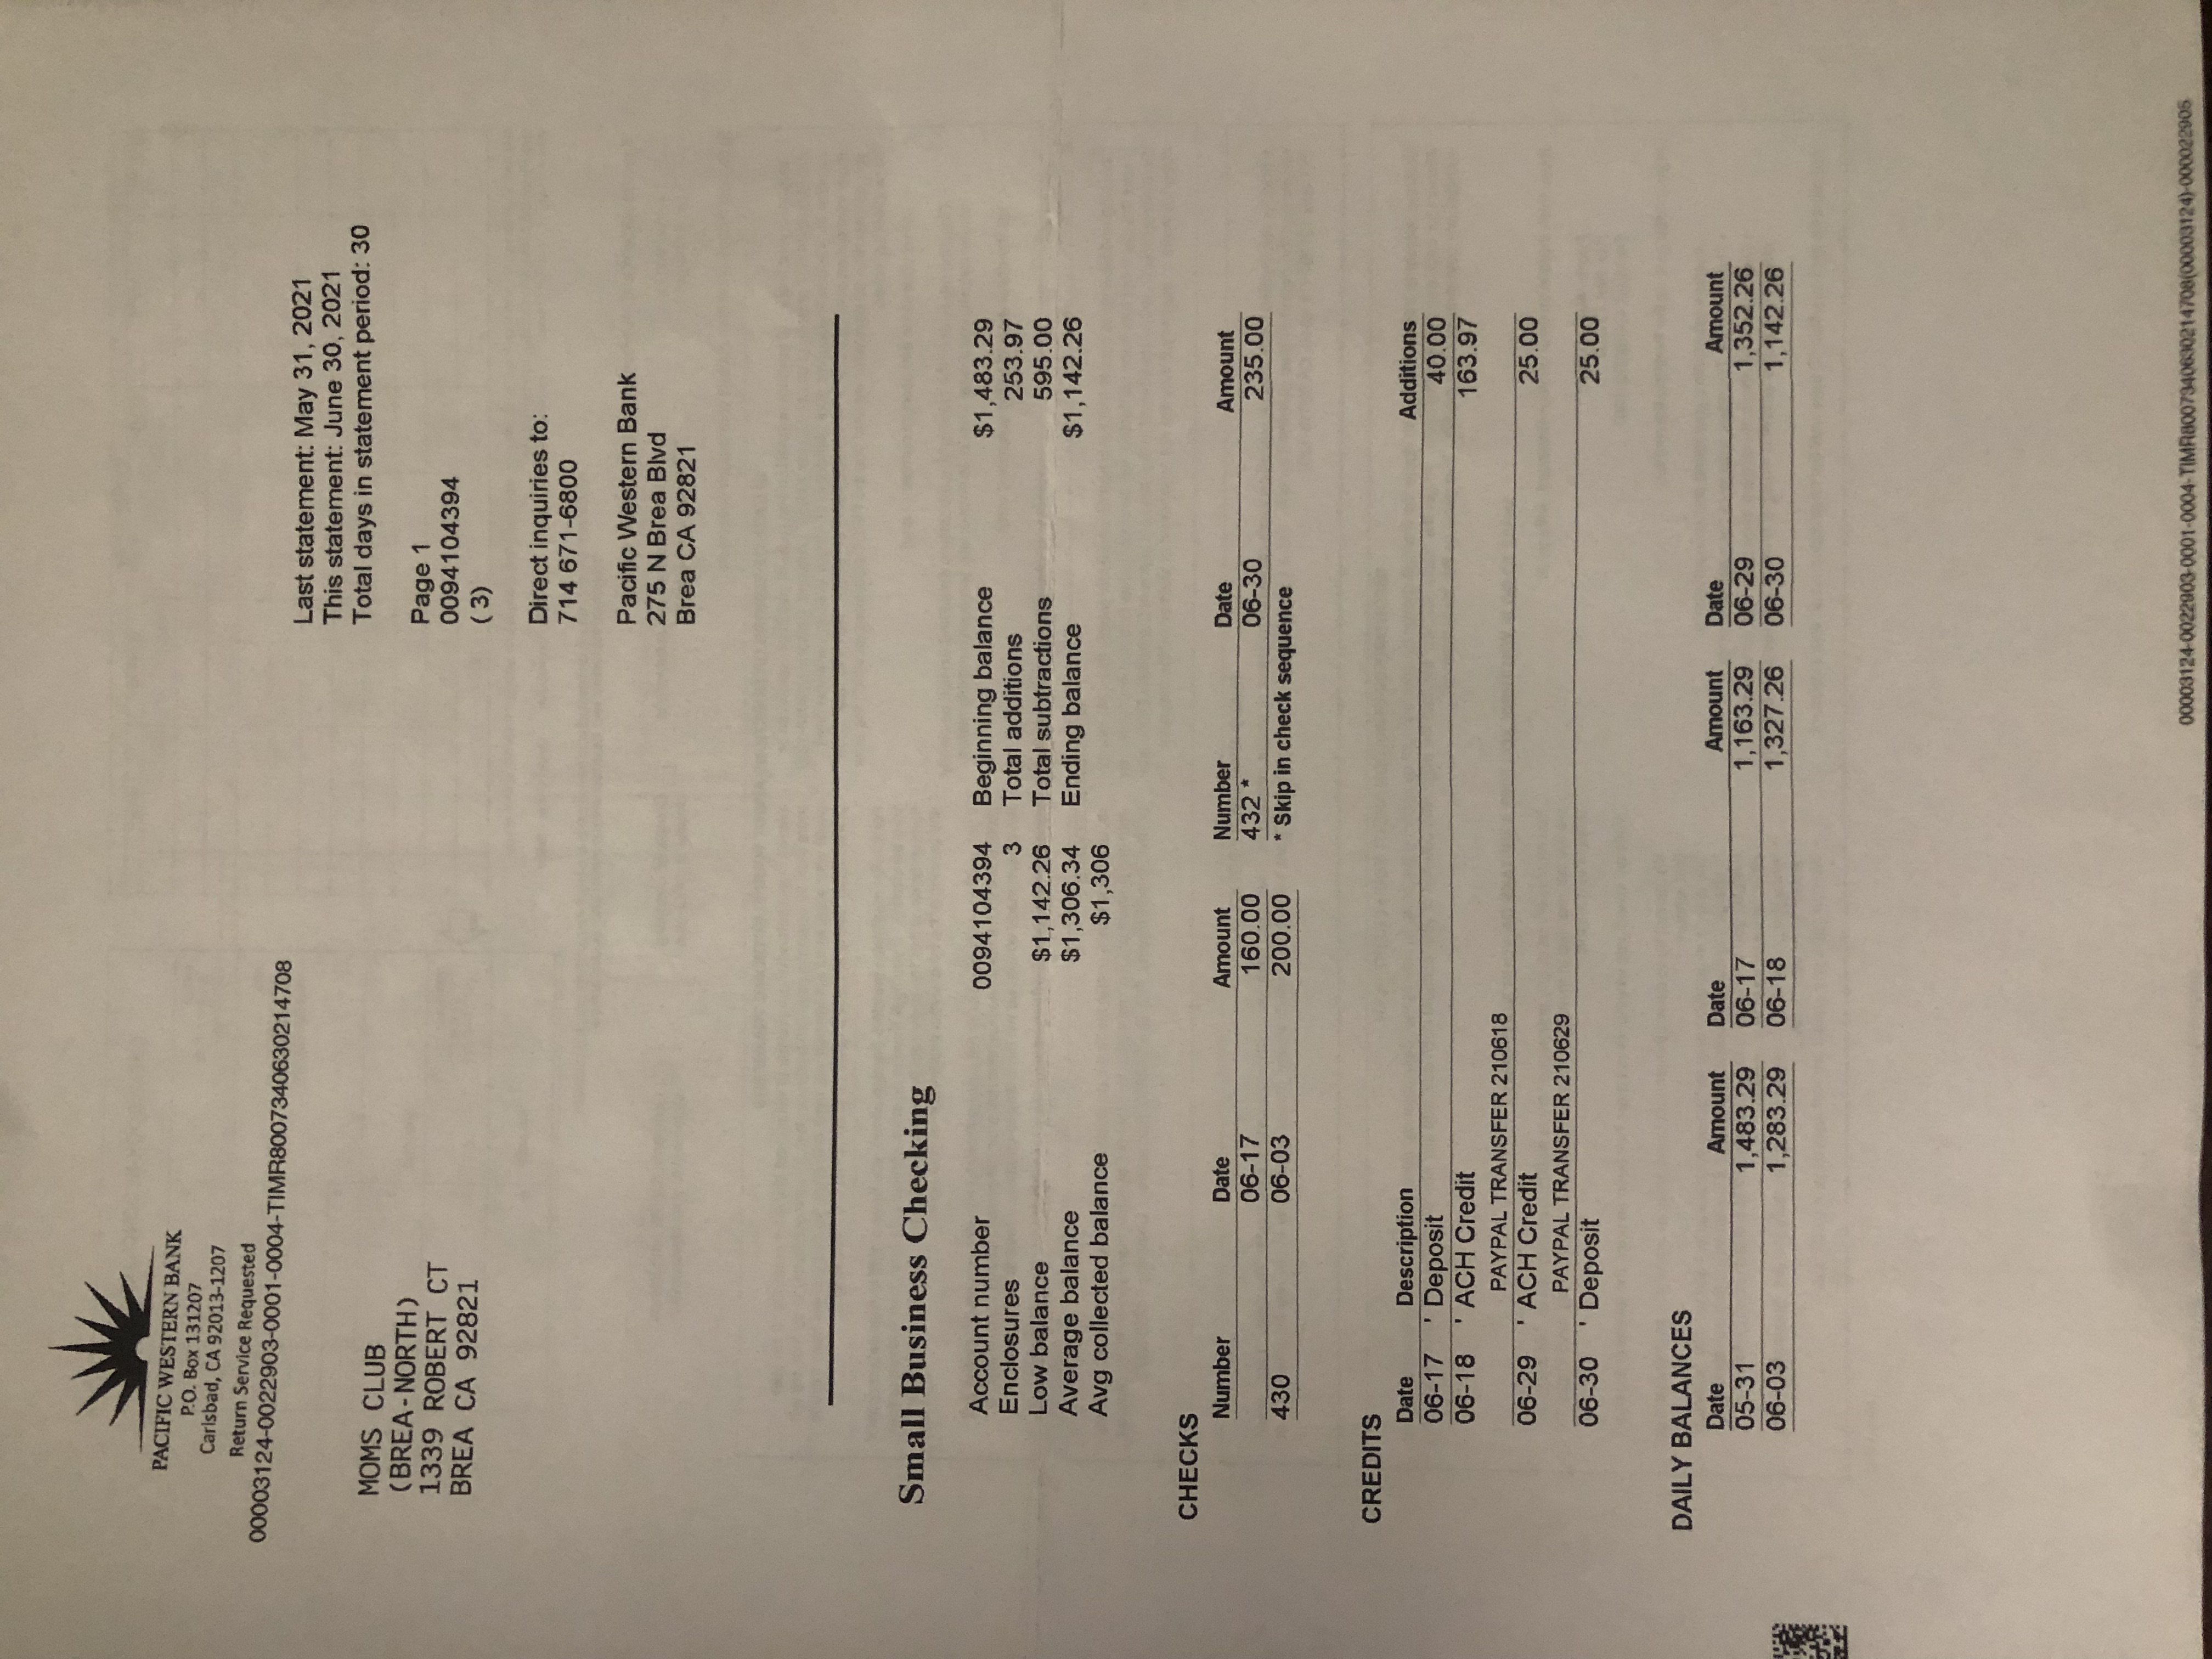 PACIFIC WESTERN BANK
P.O. Box 131207
Carlsbad, CA 92013-1207
Return Service Requested
00003124-0022903-0001-0004-TIMR8007340630214708
Last statement: May 31, 2021
This statement: June 30, 2021
Total days in statement period: 30
MOMS CLUB
(BREA-NORTH)
1339 ROBERT CT
BREA CA 92821
Page 1
0094104394
( 3)
Direct inquiries to:
714 671-6800
Pacific Western Bank
275 N Brea Blvd
Brea CA 92821
Small Business Checking
Account number 0094104394 Beginning balance $1,483.29
Enclosures 3 Total additions 253.97
Low balance $1,142.26 Total subtractions 595.00
Average balance $1,306.34 Ending balance $1,142.26
Avg collected balance $1,306
CHECKS
Number Date Amount Number Date Amount
06-17 160.00 432 * 06-30 235.00
430 06-03 200.00 * Skip in check sequence
CREDITS
Date Description Additions
06-17 ' Deposit 40.00
06-18 ' ACH Credit 163.97
PAYPAL TRANSFER 210618
06-29 ' ACH Credit 25.00
PAYPAL TRANSFER 210629
06-30 ' Deposit 25.00
DAILY BALANCES
Date Amount Date Amount Date Amount
05-31 1,483.29 06-17 1,163.29 06-29 1,352.26
06-03 1,283.29 06-18 1,327.26 06-30 1,142.26
00003124-0022903-0001-0004-TIMR8007340630214708(00003124)-000022905